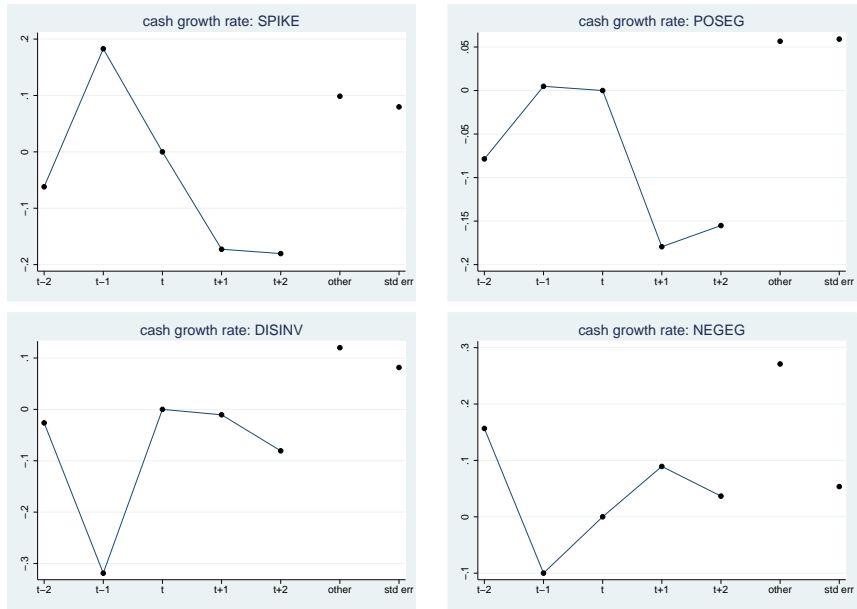 cash growth rate: SPIKE
.2
.1
0
−.1
−.2
t−2 t−1 t t+1 t+2 other std err
cash growth rate: POSEG
.05
0
−.05
−.1
−.15
−.2
t−2 t−1 t t+1 t+2 other std err
cash growth rate: DISINV
.1
0
−.1
−.2
−.3
t−2 t−1 t t+1 t+2 other std err
cash growth rate: NEGEG
.3
.2
.1
0
−.1
t−2 t−1 t t+1 t+2 other std err